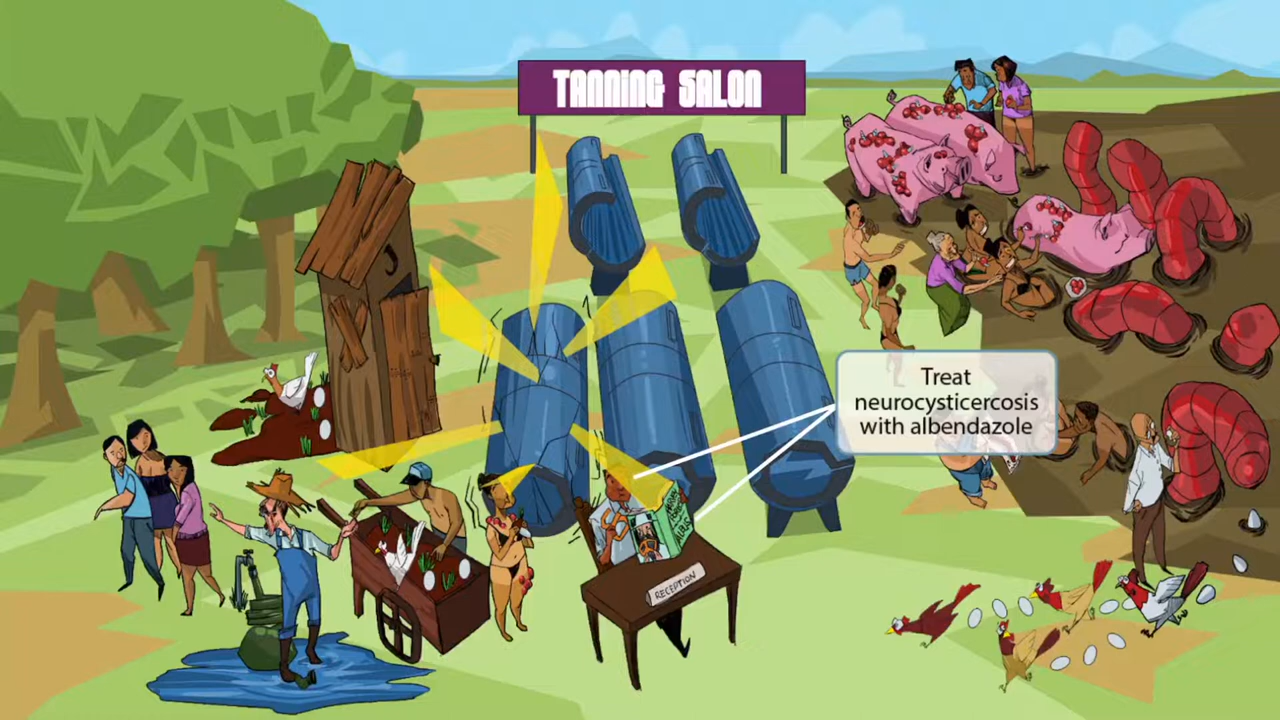 TANNING SALON
Treat
neurocysticercosis
with albendazole
RECEPTION